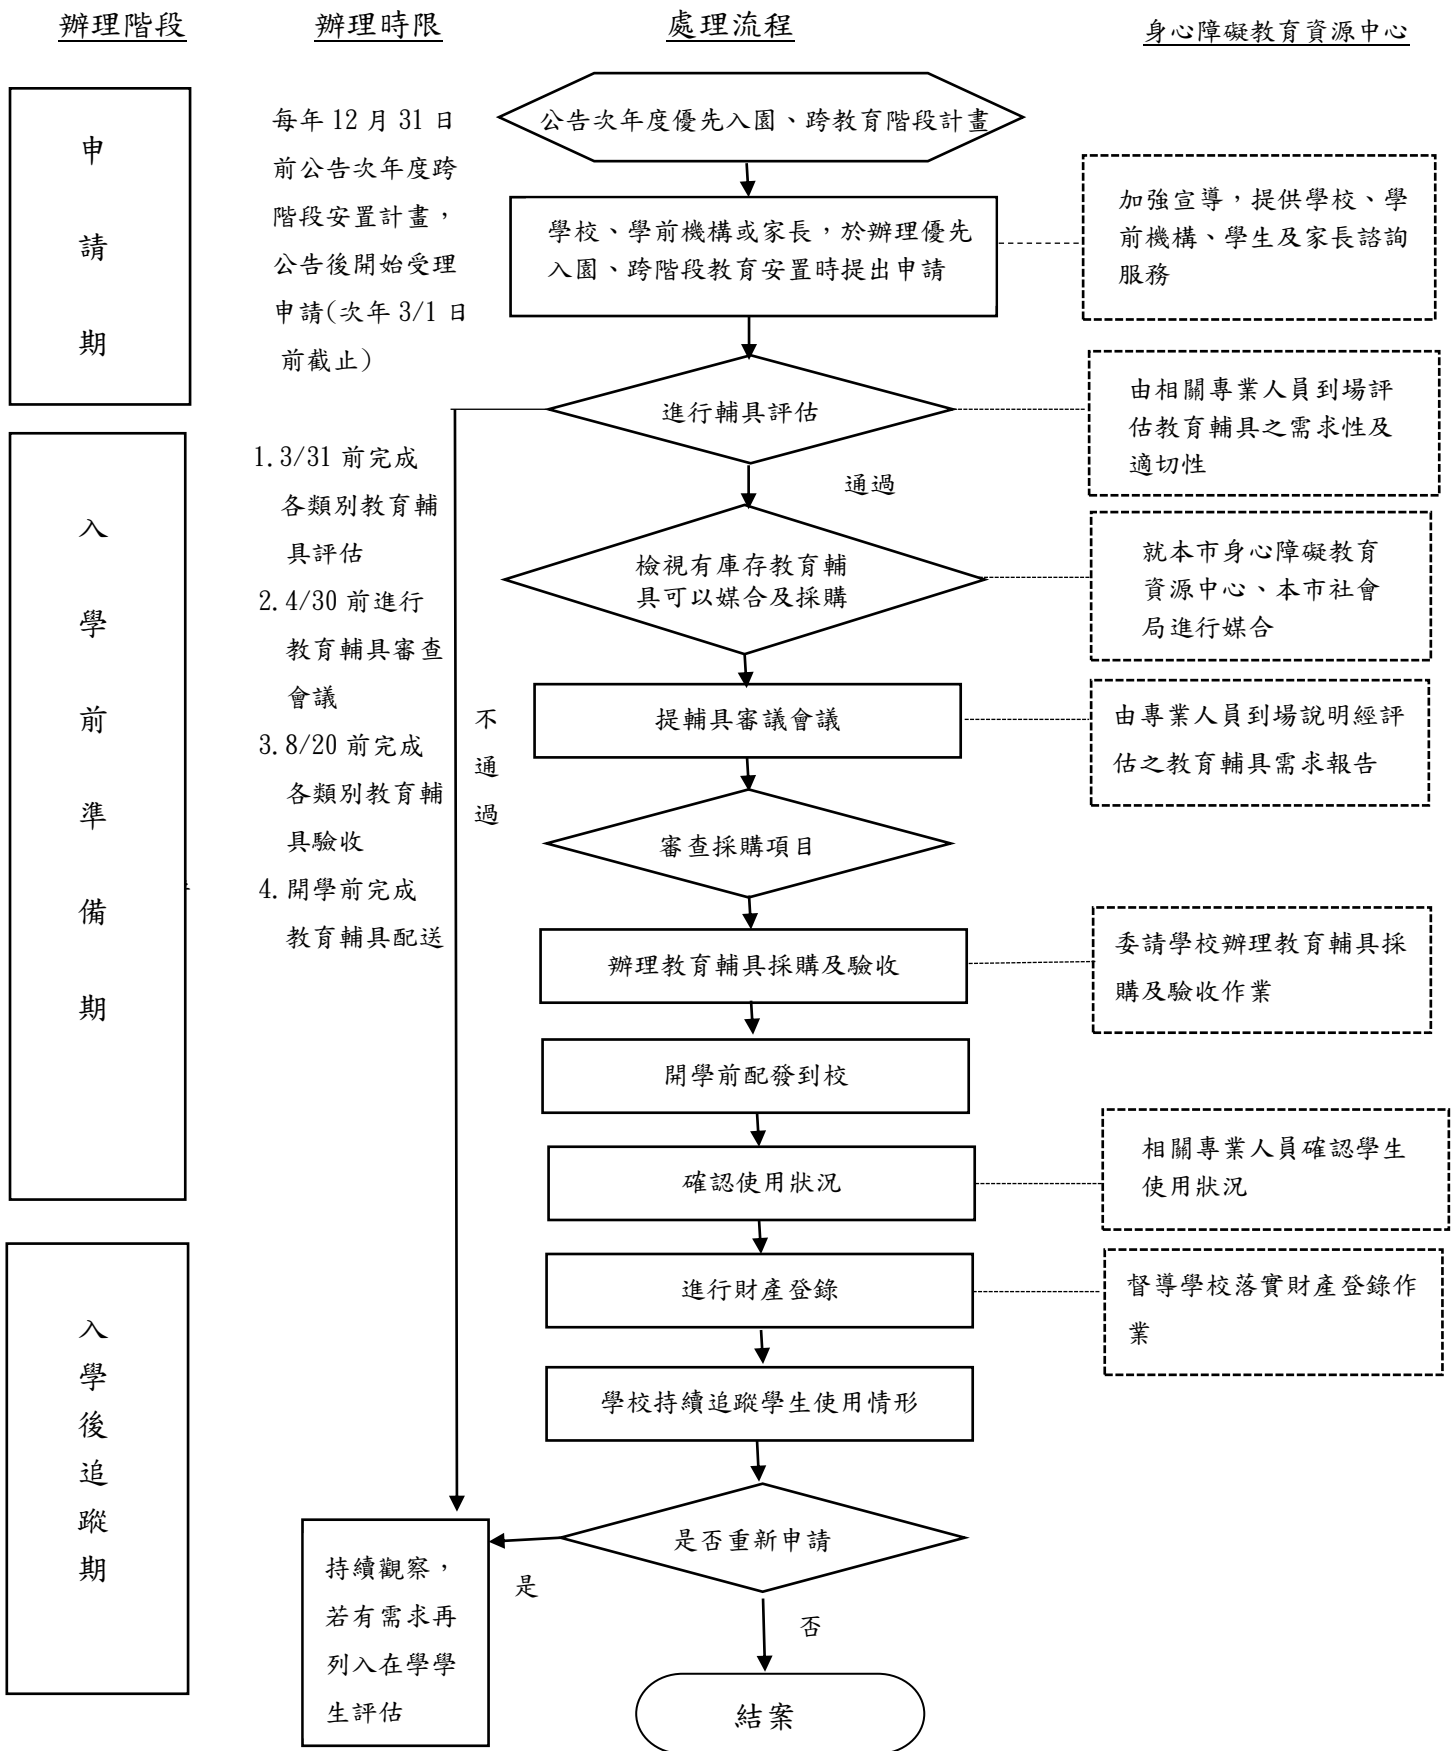 辦理階段
辦理時限
處理流程
身心障礙教育資源中心
申
請
期
每年 12 月 31 日
前公告次年度跨
階段安置計畫，
公告後開始受理
申請(次年 3/1 日
前截止)
公告次年度優先入園、跨教育階段計畫
學校、學前機構或家長，於辦理優先
入園、跨階段教育安置時提出申請
加強宣導，提供學校、學
前機構、學生及家長諮詢
服務
進行輔具評估
由相關專業人員到場評
估教育輔具之需求性及
適切性
通過
入
學
前
準
備
期
1.3/31 前完成
各類別教育輔
具評估
2.4/30 前進行
教育輔具審查
會議
3.8/20 前完成
各類別教育輔
具驗收
4.開學前完成
教育輔具配送
不
通
過
檢視有庫存教育輔
具可以媒合及採購
就本市身心障礙教育
資源中心、本市社會
局進行媒合
提輔具審議會議
由專業人員到場說明經評
估之教育輔具需求報告
審查採購項目
辦理教育輔具採購及驗收
委請學校辦理教育輔具採
購及驗收作業
開學前配發到校
確認使用狀況
相關專業人員確認學生
使用狀況
入
學
後
追
蹤
期
進行財產登錄
督導學校落實財產登錄作
業
學校持續追蹤學生使用情形
是否重新申請
是
否
持續觀察，
若有需求再
列入在學學
生評估
結案